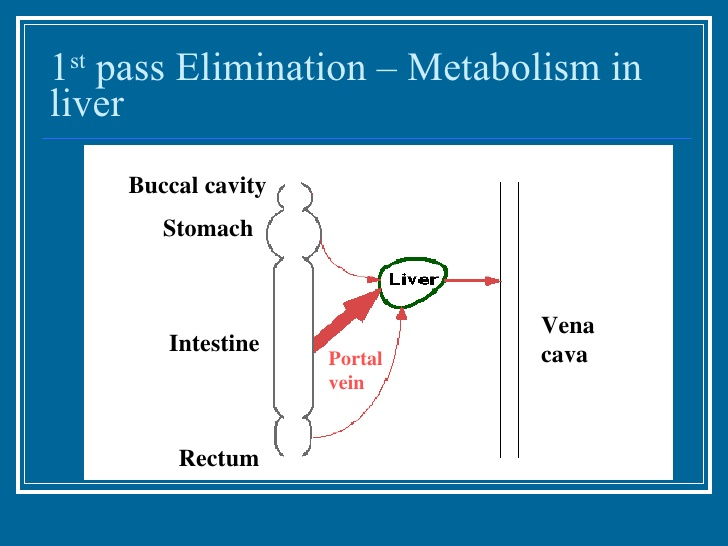 1st pass Elimination – Metabolism in
liver
Buccal cavity
Stomach
Liver
Intestine
Portal
vein
Vena
cava
Rectum